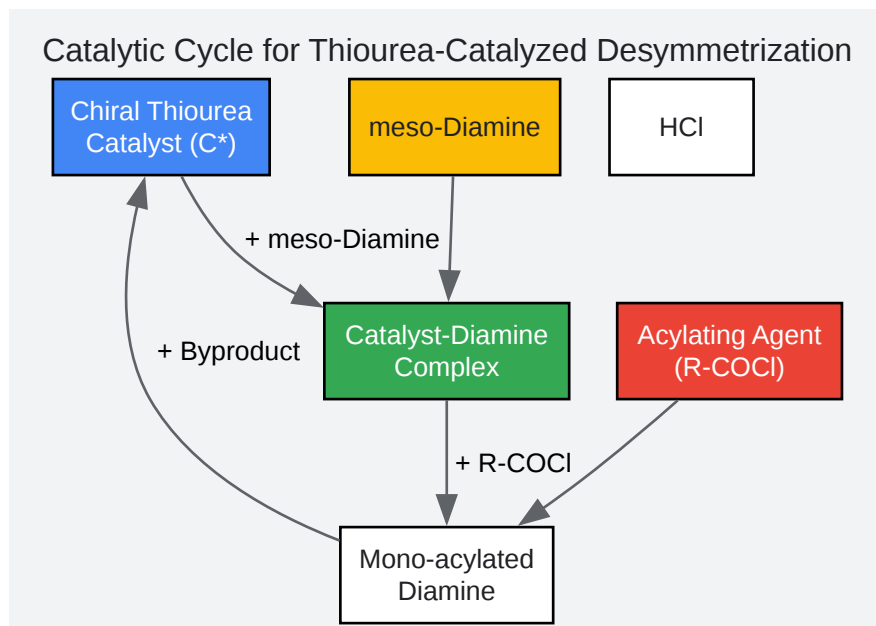 Catalytic Cycle for Thiourea-Catalyzed Desymmetrization
Chiral Thiourea
Catalyst (C*)
meso-Diamine
HCl
+ meso-Diamine
Catalyst-Diamine
Complex
Acylating Agent
(R-COCl)
+ Byproduct
+ R-COCl
Mono-acylated
Diamine